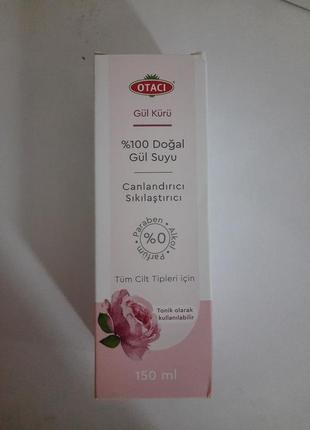 OTACI
Gül Kürü
%100 Doğal
Gül Suyu
Canlandırıcı
Sıkılaştırıcı
Paraben • Alkol • Parfüm •
%0
Tüm Cilt Tipleri için
Tonik olarak
kullanılabilir
150 ml